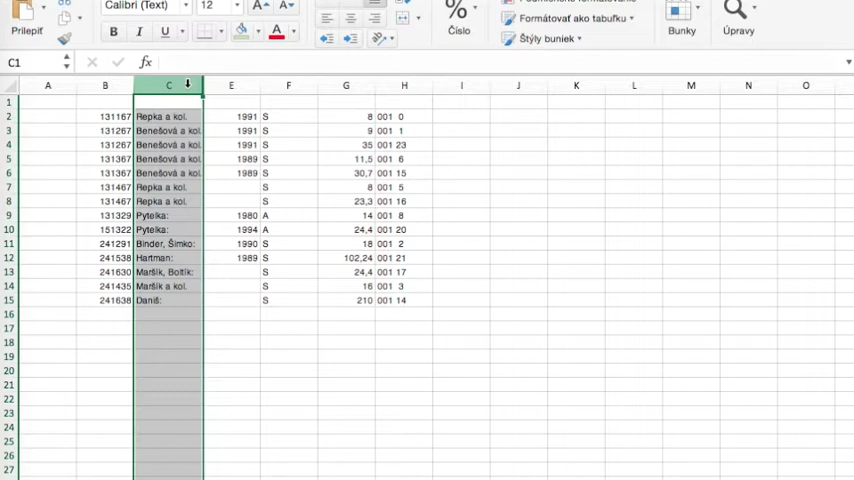 Calibri (Text) 12 A A %
Formátovať ako tabuľku
Prilepiť B I U A Štýly buniek Číslo Bunky Úpravy
C1 fx
A B C E F G H I J K L M N O
1
2 131167 Repka a kol. 1991 S 8 001 0
3 131267 Benešová a kol. 1991 S 9 001 1
4 131267 Benešová a kol. 1991 S 35 001 23
5 131367 Benešová a kol. 1989 S 11,5 001 6
6 131367 Benešová a kol. 1989 S 30,7 001 15
7 131467 Repka a kol. S 8 001 5
8 131467 Repka a kol. S 23,3 001 16
9 131329 Pytelka: 1980 A 14 001 8
10 151322 Pytelka: 1994 A 24,4 001 20
11 241291 Binder, Šimko: 1990 S 18 001 2
12 241538 Hartman: 1989 S 102,24 001 21
13 241630 Maršík, Boltík: S 24,4 001 17
14 241435 Maršík a kol. S 16 001 3
15 241638 Daniš: S 210 001 14
16
17
18
19
20
21
22
23
24
25
26
27